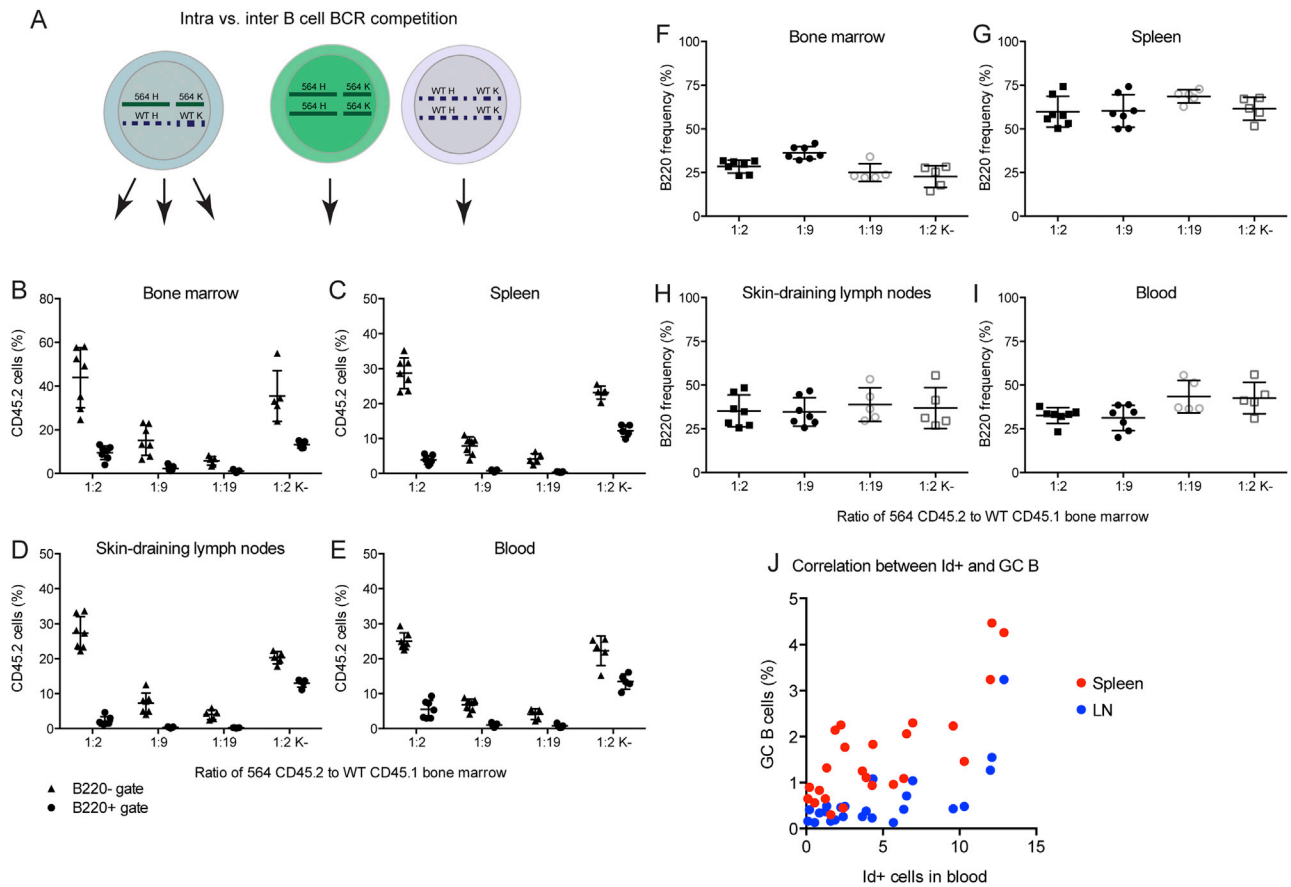 A
Intra vs. inter B cell BCR competition
564 H 564 K
WT H WT K
564 H 564 K
WT H WT K
B
Bone marrow
CD45.2 cells (%)
80
60
40
20
0
1:2 1:9 1:19 1:2 K-
C
Spleen
CD45.2 cells (%)
50
40
30
20
10
0
1:2 1:9 1:19 1:2 K-
D
Skin-draining lymph nodes
CD45.2 cells (%)
50
40
30
20
10
0
1:2 1:9 1:19 1:2 K-
E
Blood
CD45.2 cells (%)
50
40
30
20
10
0
1:2 1:9 1:19 1:2 K-
Ratio of 564 CD45.2 to WT CD45.1 bone marrow
B220- gate
B220+ gate
F
Bone marrow
B220 frequency (%)
100
75
50
25
0
1:2 1:9 1:19 1:2 K-
G
Spleen
B220 frequency (%)
100
75
50
25
0
1:2 1:9 1:19 1:2 K-
H
Skin-draining lymph nodes
B220 frequency (%)
100
75
50
25
0
1:2 1:9 1:19 1:2 K-
I
Blood
B220 frequency (%)
100
75
50
25
0
1:2 1:9 1:19 1:2 K-
Ratio of 564 CD45.2 to WT CD45.1 bone marrow
J
Correlation between Id+ and GC B
GC B cells (%)
5
4
3
2
1
0
0 5 10 15
Id+ cells in blood
Spleen
LN